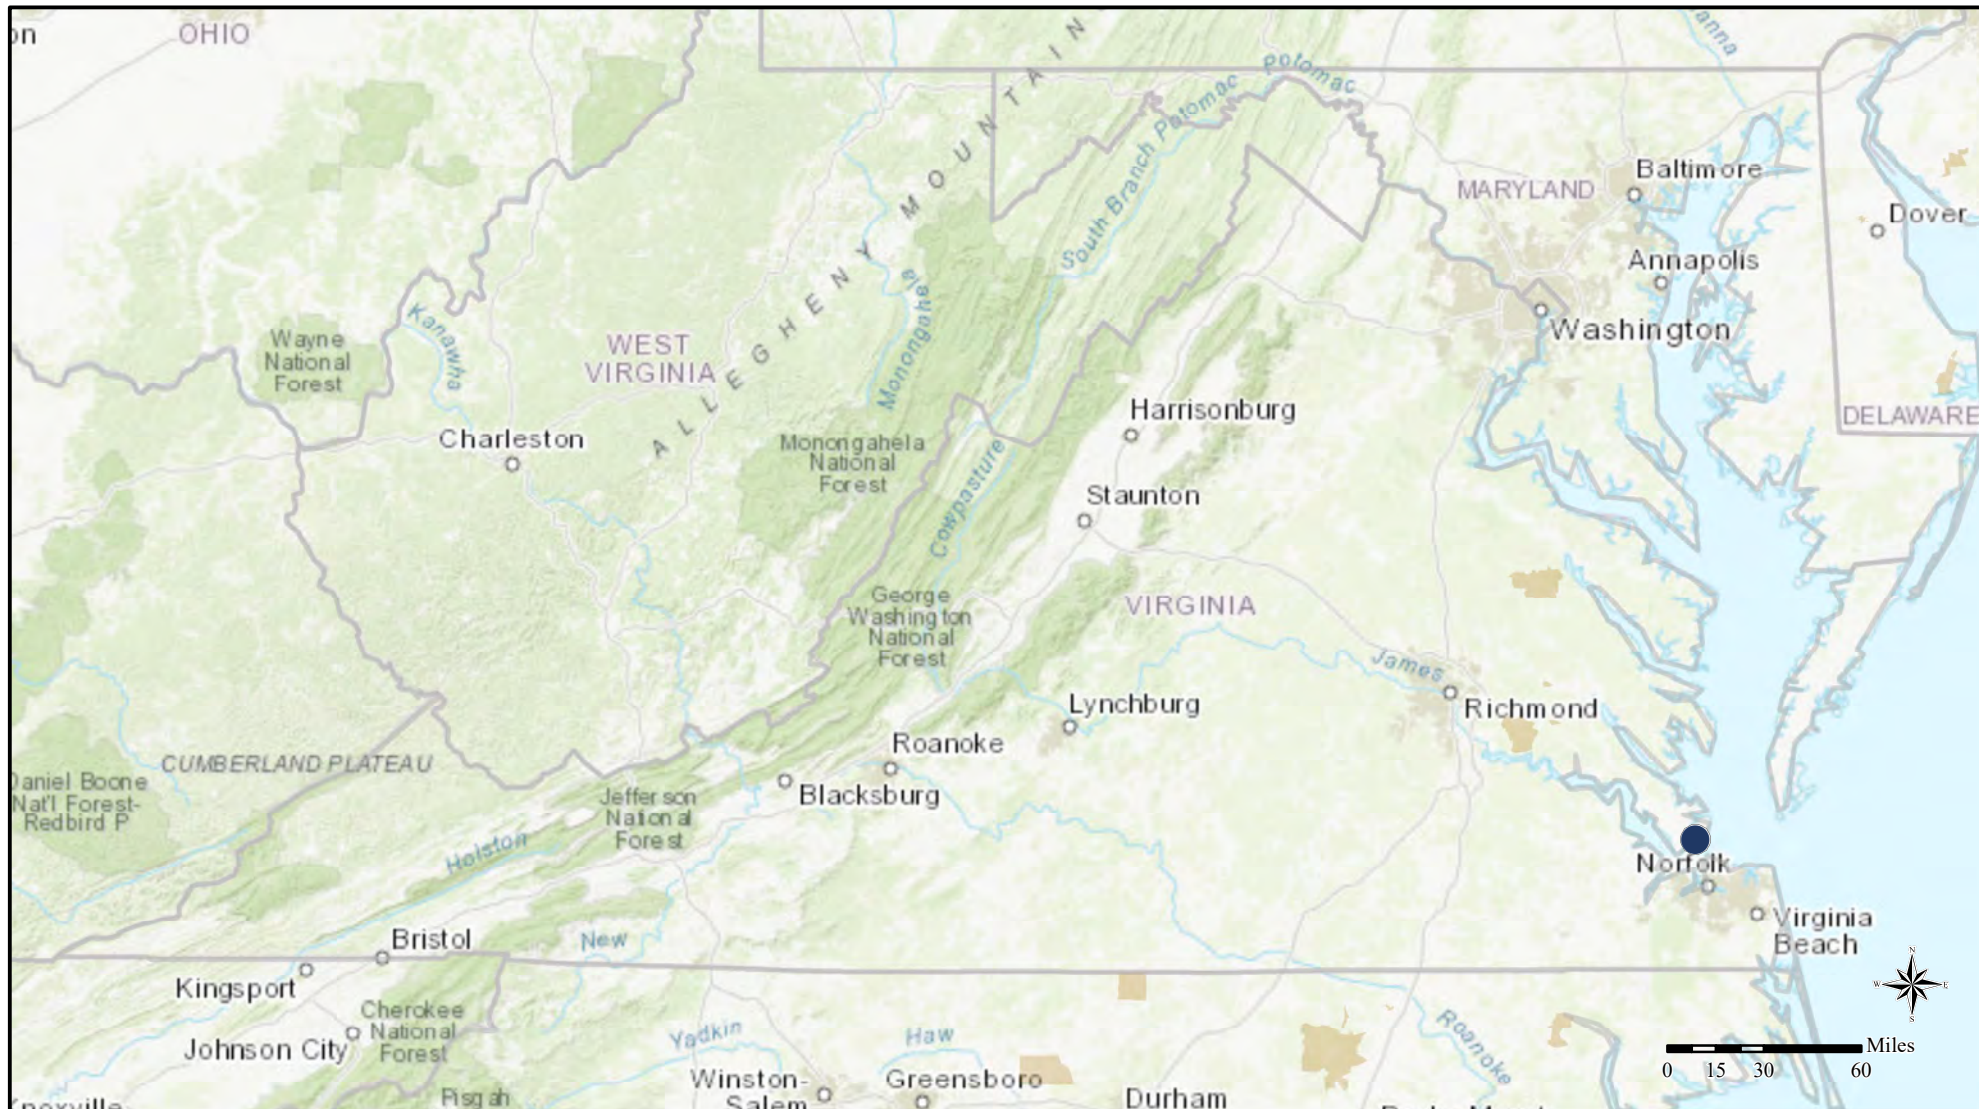 OHIO
Potomac
ALLEGHENY MOUNTAIN
South Branch Potomac
Baltimore
MARYLAND
Dover
Annapolis
Washington
Kanawha
Wayne
National
Forest
WEST
VIRGINIA
Monongahela
DELAWARE
Harrisonburg
Charleston
Monongahela
National
Forest
Cowpasture
Staunton
George
Washington
National
Forest
VIRGINIA
James
Richmond
Lynchburg
Roanoke
CUMBERLAND PLATEAU
Daniel Boone
Nat'l Forest-
Redbird P
Jefferson
National
Forest
Blacksburg
Holston
Norfolk
Virginia
Beach
Bristol
New
Kingsport
N
W E
S
Cherokee
National
Forest
Johnson City
Yadkin
Haw
Roanoke
Miles
0 15 30 60
Winston-
Salem
Greensboro
Durham
Pisgah